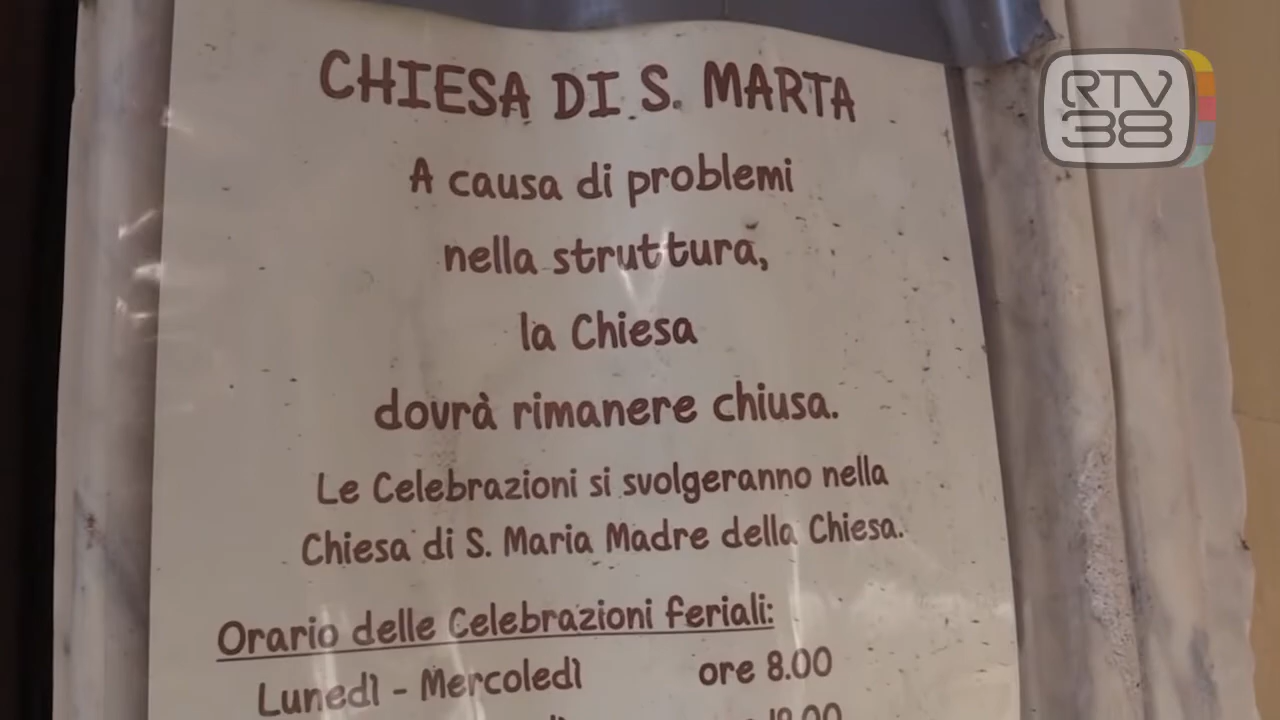 CHIESA DI S. MARTA
RTV
38
A causa di problemi
nella struttura,
la Chiesa
dovrà rimanere chiusa.
Le Celebrazioni si svolgeranno nella
Chiesa di S. Maria Madre della Chiesa.
Orario delle Celebrazioni feriali:
Lunedì - Mercoledì ore 8.00